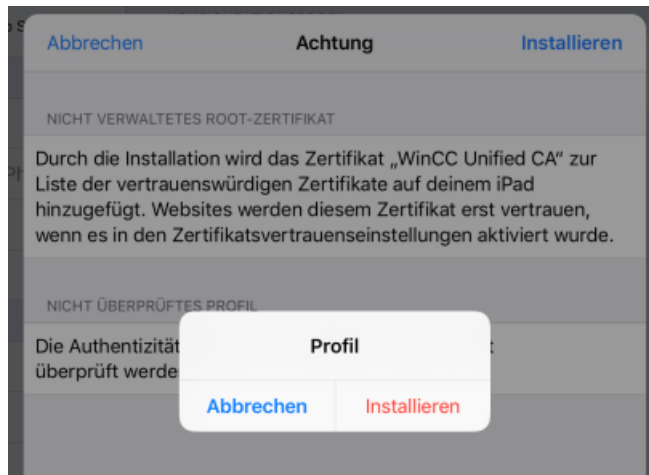 Abbrechen Achtung Installieren
NICHT VERWALTETES ROOT-ZERTIFIKAT
Durch die Installation wird das Zertifikat „WinCC Unified CA“ zur
Liste der vertrauenswürdigen Zertifikate auf deinem iPad
hinzugefügt. Websites werden diesem Zertifikat erst vertrauen,
wenn es in den Zertifikatsvertrauenseinstellungen aktiviert wurde.
NICHT ÜBERPRÜFTES PROFIL
Die Authentizität
überprüft
Profil
Abbrechen Installieren